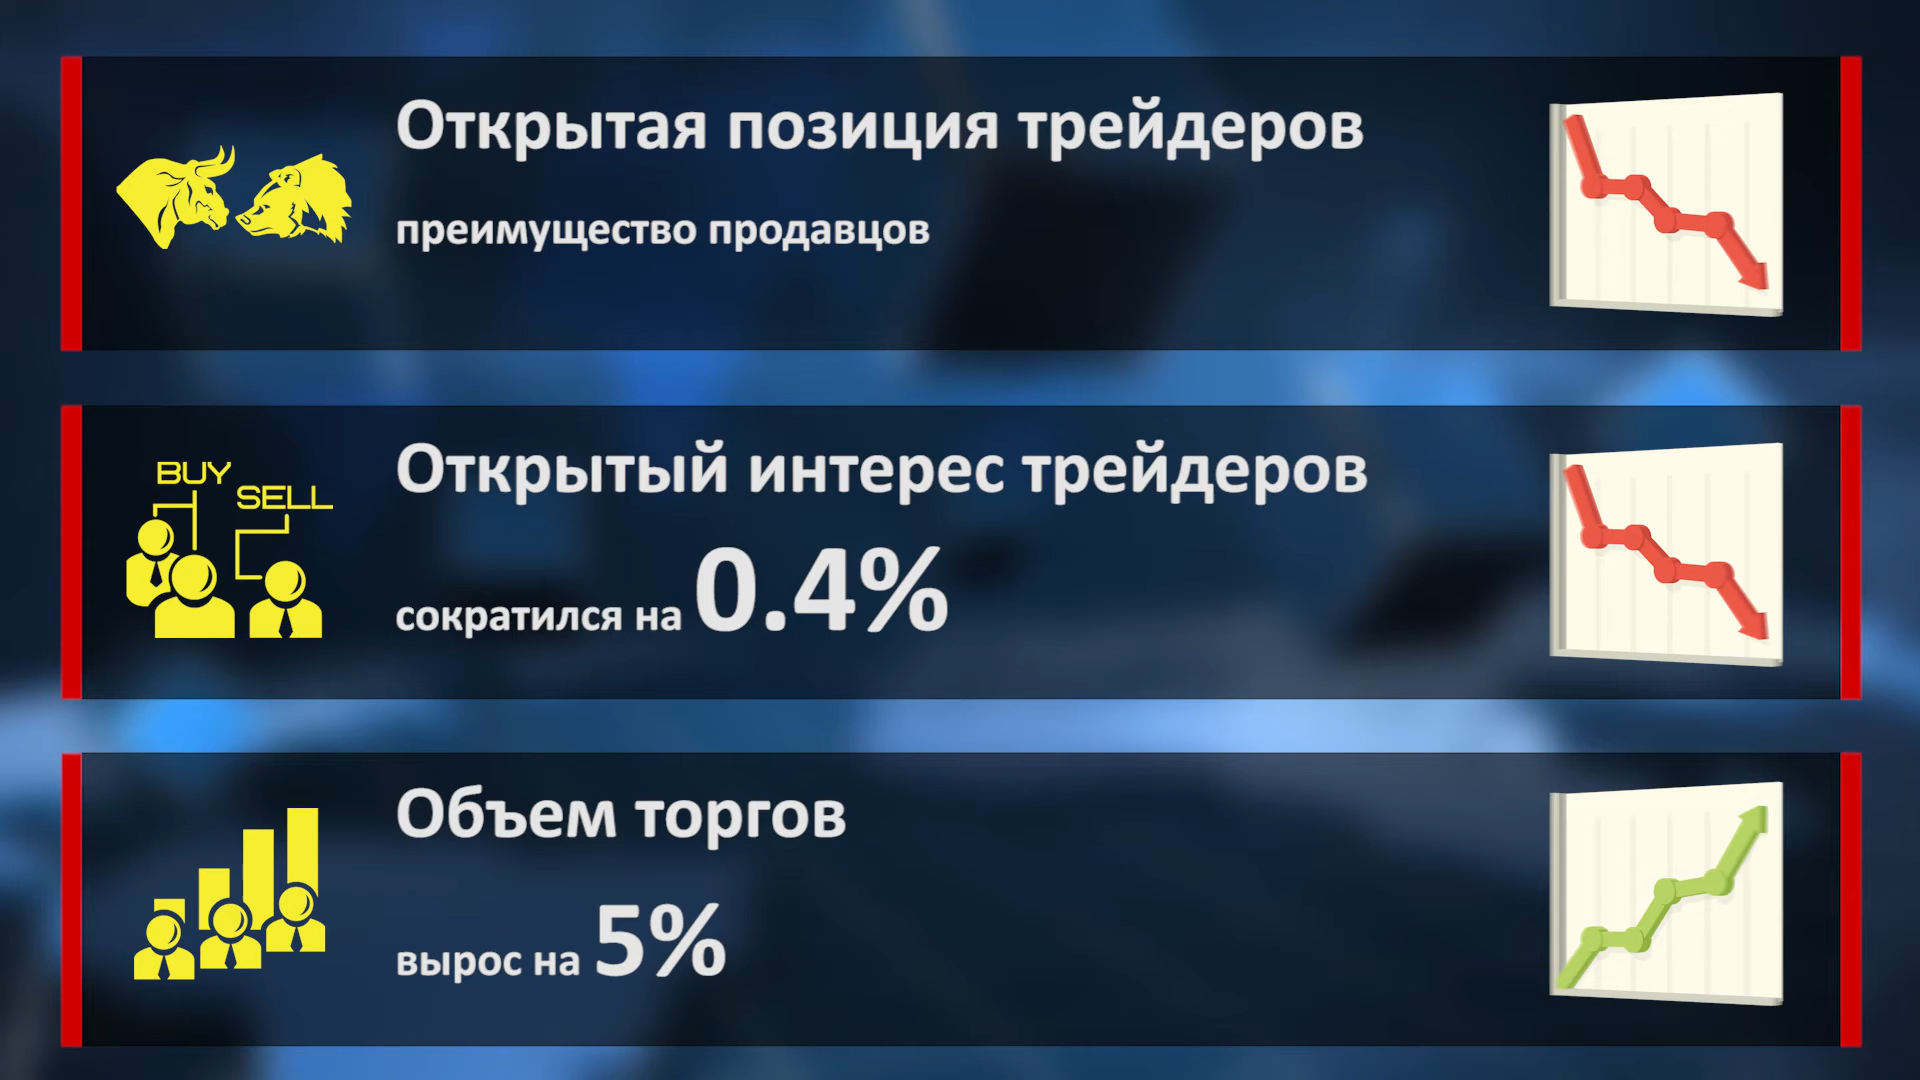 Открытая позиция трейдеров
преимущество продавцов
BUY
SELL
Открытый интерес трейдеров
сократился на 0.4%
Объем торгов
вырос на 5%